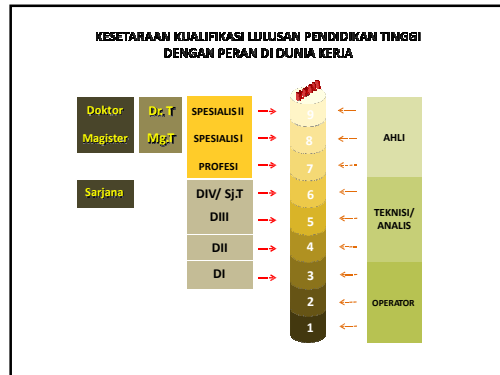 KESETARAAN KUALIFIKASI LULUSAN PENDIDIKAN TINGGI
DENGAN PERAN DI DUNIA KERJA
Doktor
Dr. T
SPESIALIS II
9
Magister
Mg.T
SPESIALIS I
8
AHLI
PROFESI
7
Sarjana
DIV/ Sj.T
6
DIII
5
TEKNISI/
ANALIS
DII
4
DI
3
2
OPERATOR
1